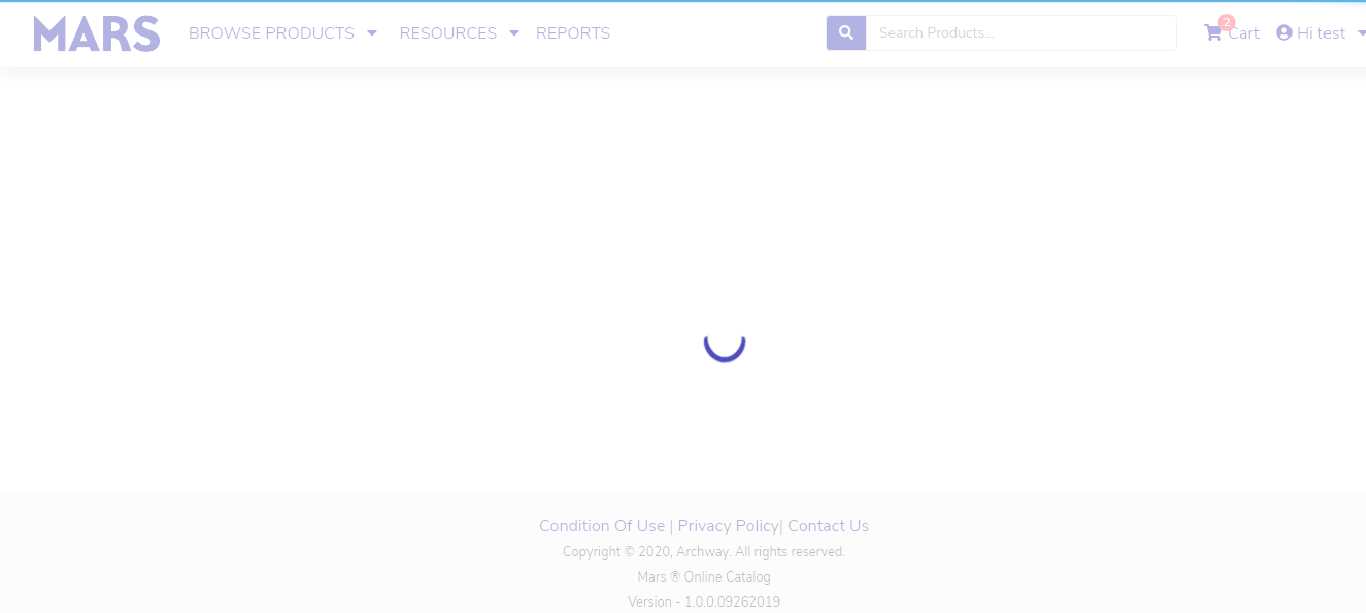 MARS BROWSE PRODUCTS RESOURCES REPORTS Search Products... 2 Cart Hi test
Condition Of Use | Privacy Policy| Contact Us
Copyright © 2020, Archway. All rights reserved.
Mars ® Online Catalog
Version - 1.0.0.09262019